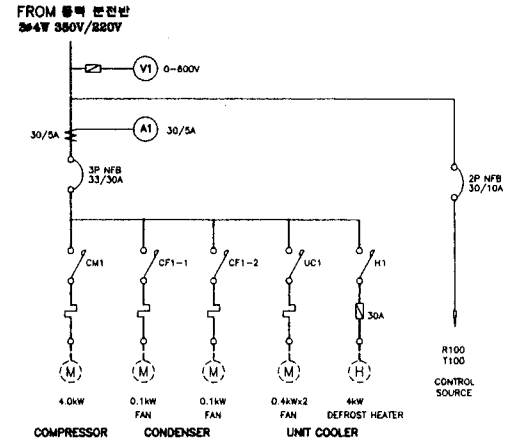 FROM 동력 분전반
3ø4W 380V/220V
V1
0-600V
30/5A
A1
30/5A
3P NFB
33/30A
2P NFB
30/10A
CM1
CF1-1
CF1-2
UC1
H1
30A
M
M
M
M
H
R100
T100
CONTROL
SOURCE
4.0kW
0.1kW
FAN
0.1kW
FAN
0.4kWx2
FAN
4kW
DEFROST HEATER
COMPRESSOR
CONDENSER
UNIT COOLER